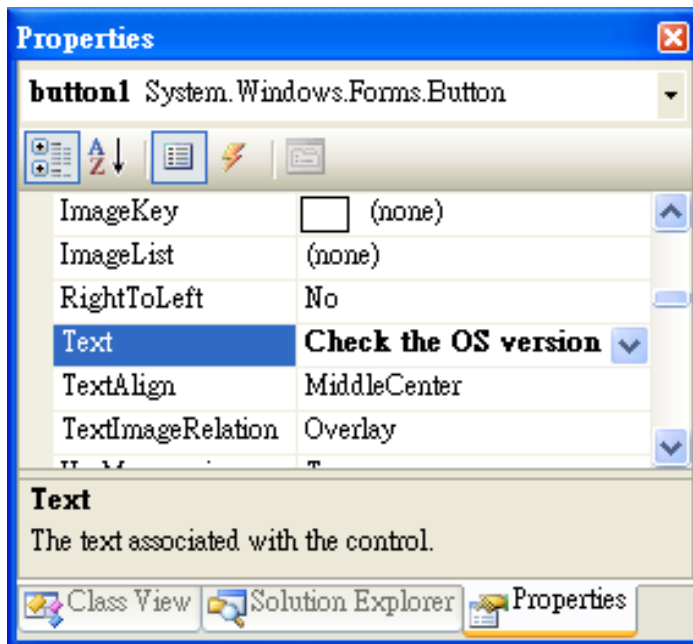 Properties
button1 System.Windows.Forms.Button
ImageKey (none)
ImageList (none)
RightToLeft No
Text Check the OS version
TextAlign MiddleCenter
TextImageRelation Overlay
Text
The text associated with the control.
Class View Solution Explorer Properties